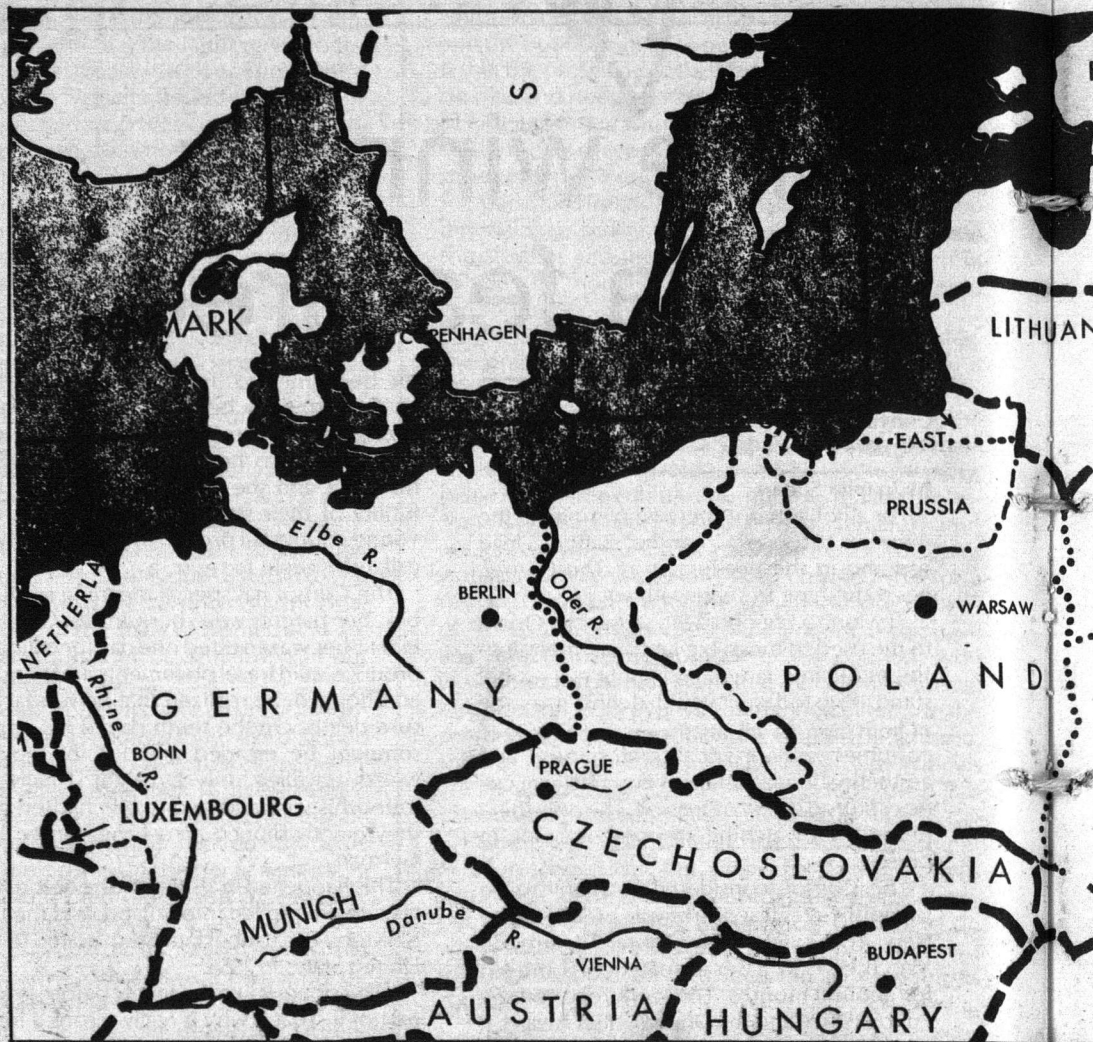 S
DENMARK
COPENHAGEN
LITHUAN
EAST
PRUSSIA
Elbe R.
BERLIN
Oder R.
WARSAW
NETHERLA
Rhine R.
GERMANY
POLAND
BONN
PRAGUE
LUXEMBOURG
CZECHOSLOVAKIA
MUNICH
Danube R.
VIENNA
BUDAPEST
AUSTRIA
HUNGARY